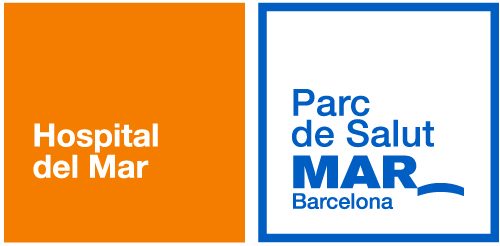 Hospital
del Mar
Parc
de Salut
MAR
Barcelona